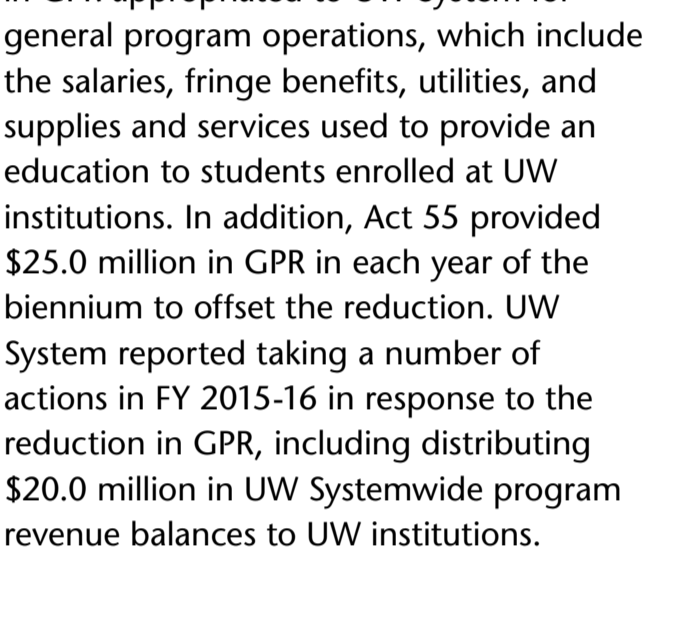 general program operations, which include
the salaries, fringe benefits, utilities, and
supplies and services used to provide an
education to students enrolled at UW
institutions. In addition, Act 55 provided
$25.0 million in GPR in each year of the
biennium to offset the reduction. UW
System reported taking a number of
actions in FY 2015-16 in response to the
reduction in GPR, including distributing
$20.0 million in UW Systemwide program
revenue balances to UW institutions.